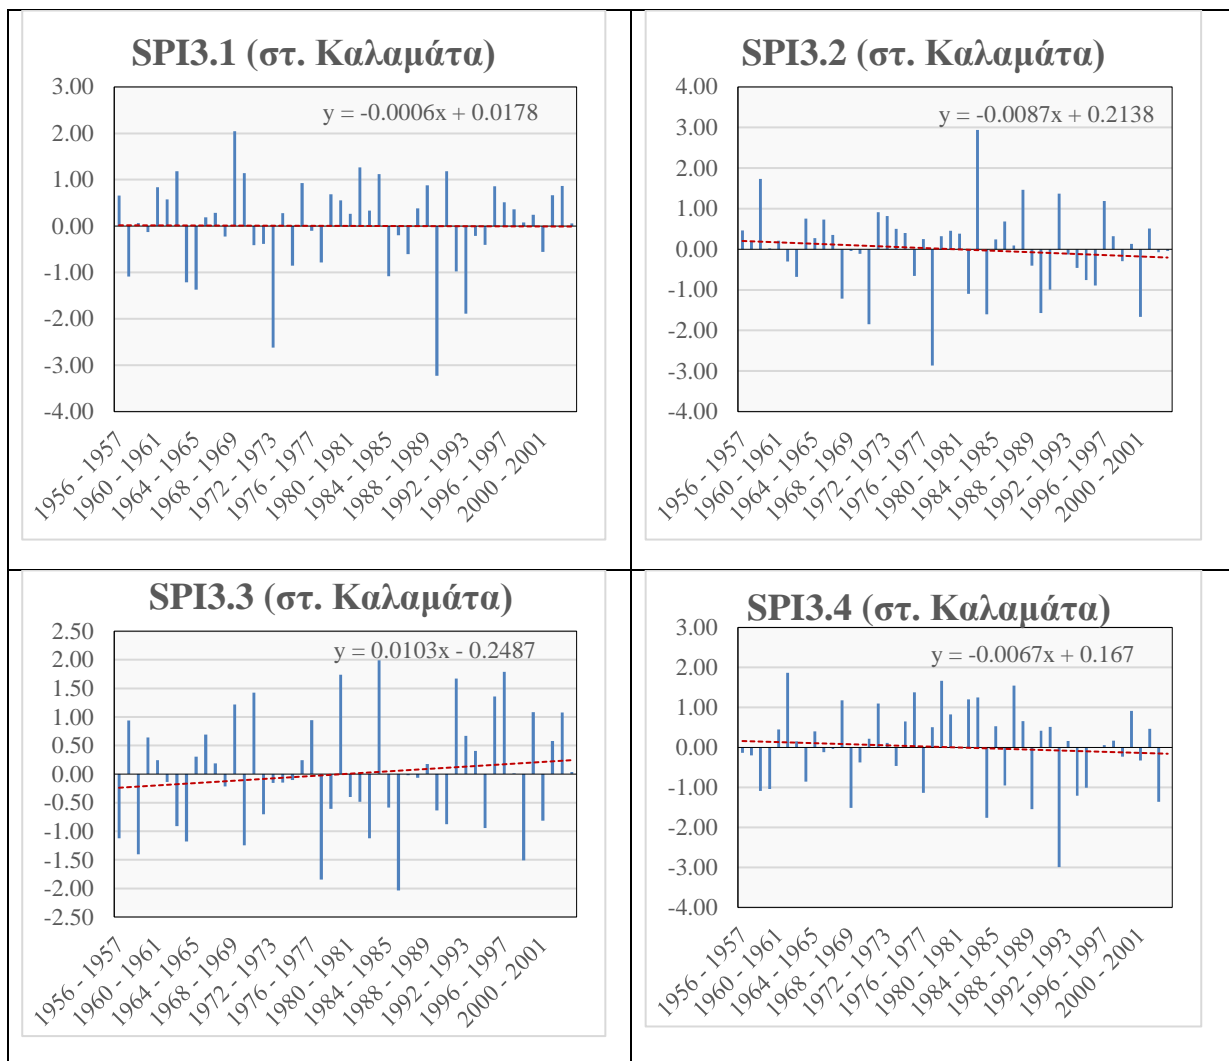 SPI3.1 (στ. Καλαμάτα)
y = -0.0006x + 0.0178
3.00
2.00
1.00
0.00
-1.00
-2.00
-3.00
-4.00
1956 - 1957
1960 - 1961
1964 - 1965
1968 - 1969
1972 - 1973
1976 - 1977
1980 - 1981
1984 - 1985
1988 - 1989
1992 - 1993
1996 - 1997
2000 - 2001
SPI3.2 (στ. Καλαμάτα)
y = -0.0087x + 0.2138
4.00
3.00
2.00
1.00
0.00
-1.00
-2.00
-3.00
-4.00
1956 - 1957
1960 - 1961
1964 - 1965
1968 - 1969
1972 - 1973
1976 - 1977
1980 - 1981
1984 - 1985
1988 - 1989
1992 - 1993
1996 - 1997
2000 - 2001
SPI3.3 (στ. Καλαμάτα)
y = 0.0103x - 0.2487
2.50
2.00
1.50
1.00
0.50
0.00
-0.50
-1.00
-1.50
-2.00
-2.50
1956 - 1957
1960 - 1961
1964 - 1965
1968 - 1969
1972 - 1973
1976 - 1977
1980 - 1981
1984 - 1985
1988 - 1989
1992 - 1993
1996 - 1997
2000 - 2001
SPI3.4 (στ. Καλαμάτα)
y = -0.0067x + 0.167
3.00
2.00
1.00
0.00
-1.00
-2.00
-3.00
-4.00
1956 - 1957
1960 - 1961
1964 - 1965
1968 - 1969
1972 - 1973
1976 - 1977
1980 - 1981
1984 - 1985
1988 - 1989
1992 - 1993
1996 - 1997
2000 - 2001